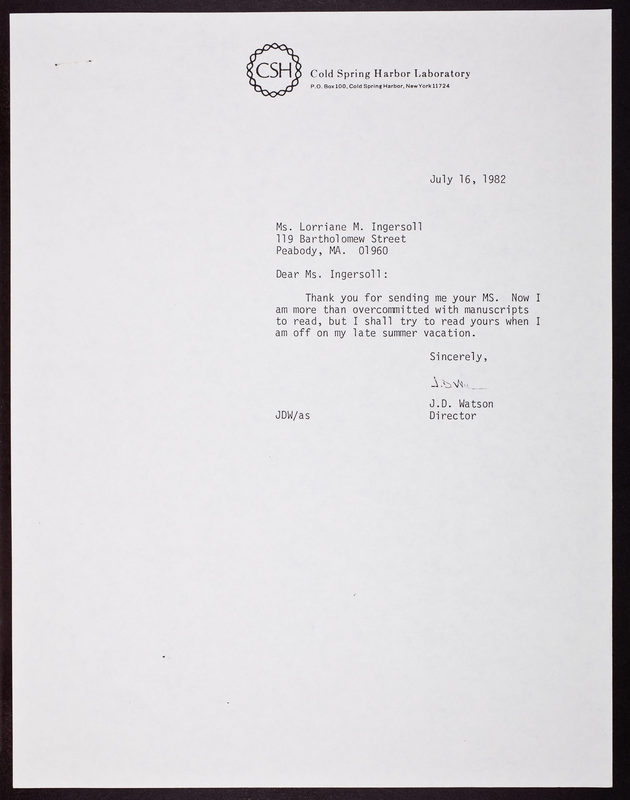 CSH
Cold Spring Harbor Laboratory
P.O. Box 100, Cold Spring Harbor, New York 11724
July 16, 1982
Ms. Lorriane M. Ingersoll
119 Bartholomew Street
Peabody, MA. 01960
Dear Ms. Ingersoll:
Thank you for sending me your MS. Now I
am more than overcommitted with manuscripts
to read, but I shall try to read yours when I
am off on my late summer vacation.
Sincerely,
J.D. Watson
JDW/as Director